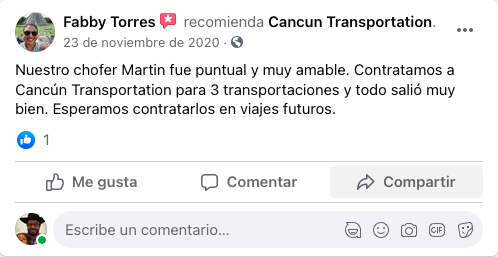 Fabby Torres recomienda Cancun Transportation.
23 de noviembre de 2020 ·
Nuestro chofer Martin fue puntual y muy amable. Contratamos a
Cancún Transportation para 3 transportaciones y todo salió muy
bien. Esperamos contratarlos en viajes futuros.
1
Me gusta Comentar Compartir
Escribe un comentario... GIF